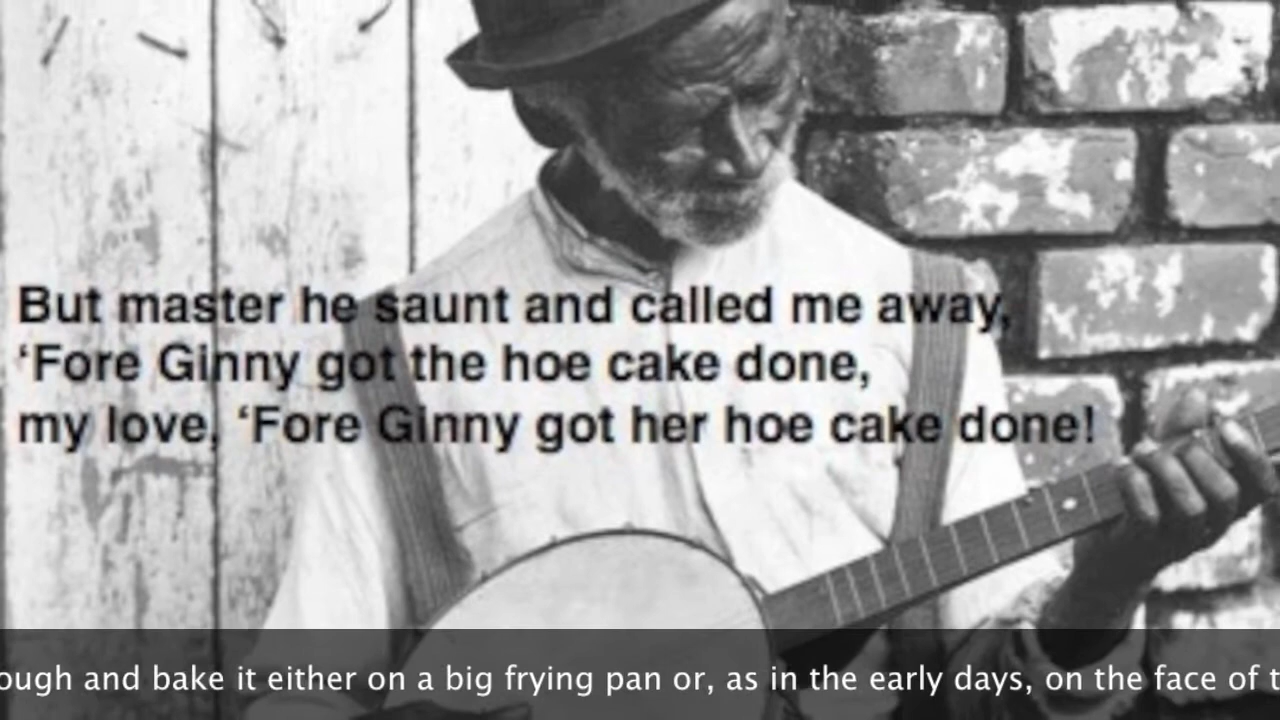 But master he saunt and called me away,
‘Fore Ginny got the hoe cake done,
my love, ‘Fore Ginny got her hoe cake done!
and bake it either on a big frying pan or, as in the early days, on the face of